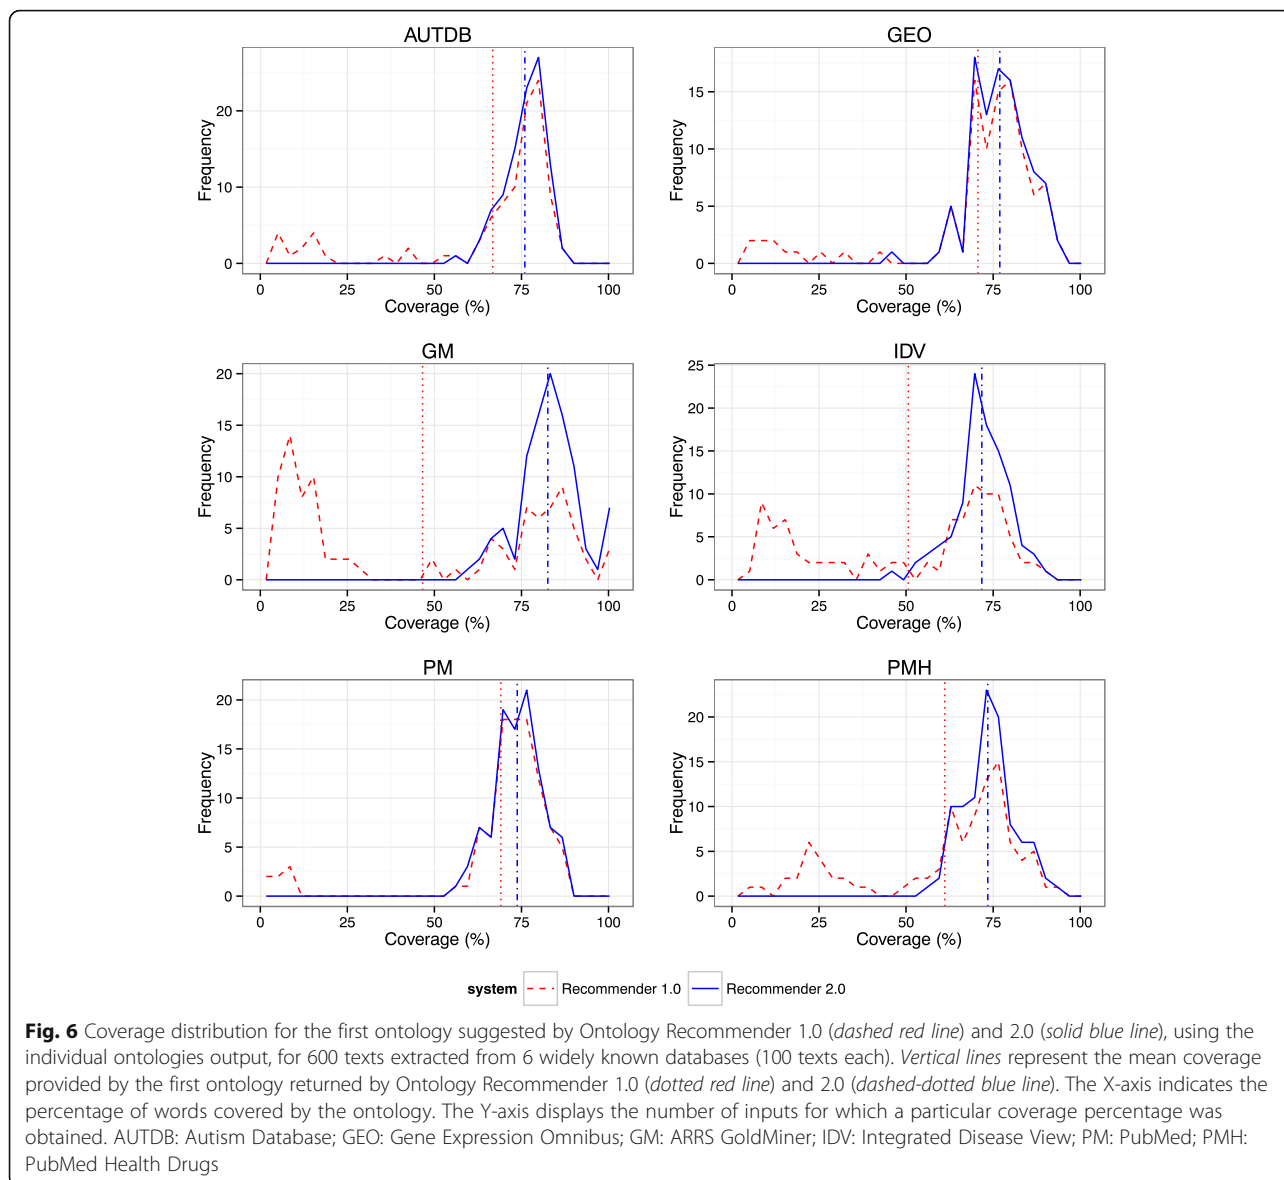 AUTDB
GEO
Frequency
20
10
0
0
25
50
75
100
Coverage (%)
Frequency
15
10
5
0
0
25
50
75
100
Coverage (%)
GM
IDV
Frequency
20
15
10
5
0
0
25
50
75
100
Coverage (%)
Frequency
25
20
15
10
5
0
0
25
50
75
100
Coverage (%)
PM
PMH
Frequency
20
15
10
5
0
0
25
50
75
100
Coverage (%)
Frequency
20
15
10
5
0
0
25
50
75
100
Coverage (%)
system Recommender 1.0 Recommender 2.0
Fig. 6 Coverage distribution for the first ontology suggested by Ontology Recommender 1.0 (dashed red line) and 2.0 (solid blue line), using the
individual ontologies output, for 600 texts extracted from 6 widely known databases (100 texts each). Vertical lines represent the mean coverage
provided by the first ontology returned by Ontology Recommender 1.0 (dotted red line) and 2.0 (dashed-dotted blue line). The X-axis indicates the
percentage of words covered by the ontology. The Y-axis displays the number of inputs for which a particular coverage percentage was
obtained. AUTDB: Autism Database; GEO: Gene Expression Omnibus; GM: ARRS GoldMiner; IDV: Integrated Disease View; PM: PubMed; PMH:
PubMed Health Drugs